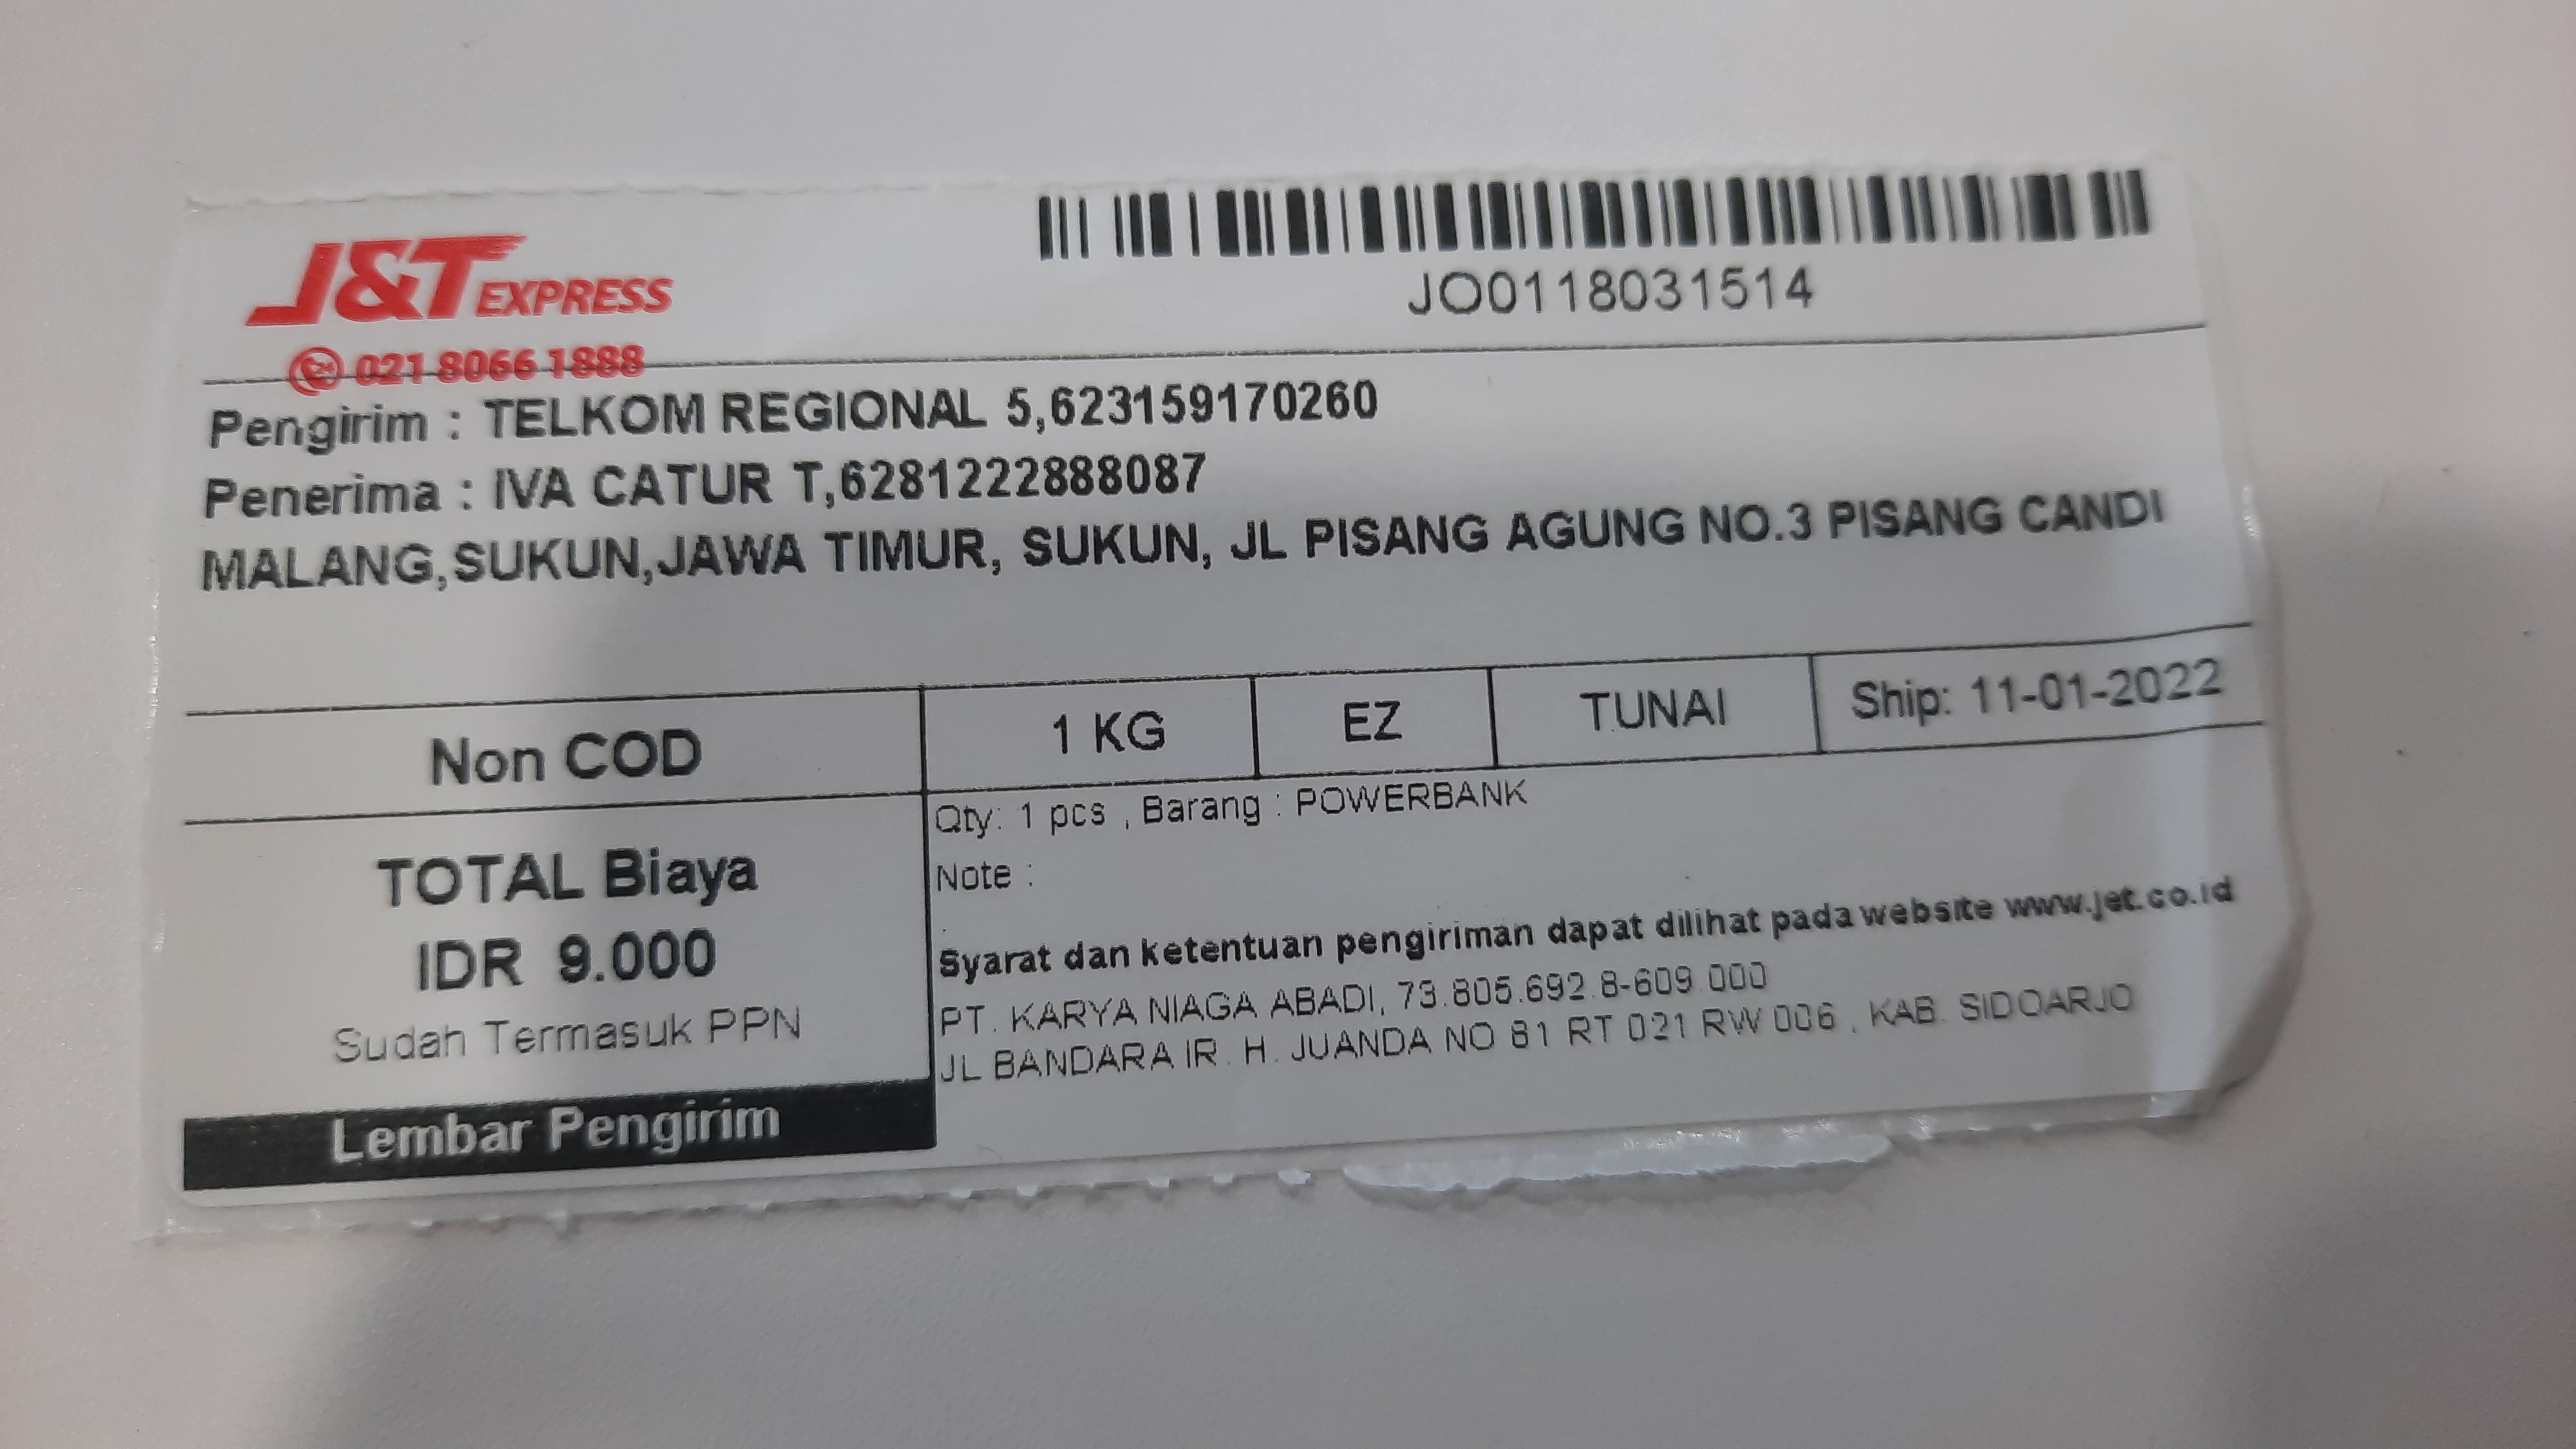 J&T EXPRESS
021-8066-1888
JO0118031514
Pengirim : TELKOM REGIONAL 5,623159170260
Penerima : IVA CATUR T,6281222888087
MALANG,SUKUN,JAWA TIMUR, SUKUN, JL PISANG AGUNG NO.3 PISANG CANDI
Non COD
1 KG
EZ
TUNAI
Ship: 11-01-2022
TOTAL Biaya
IDR 9.000
Sudah Termasuk PPN
Lembar Pengirim
Qty: 1 pcs , Barang : POWERBANK
Note :
Syarat dan ketentuan pengiriman dapat dilihat pada website www.jet.co.id
PT. KARYA NIAGA ABADI, 73.805.692.8-609.000
JL BANDARA IR. H. JUANDA NO 81 RT 021 RW 006 , KAB. SIDOARJO